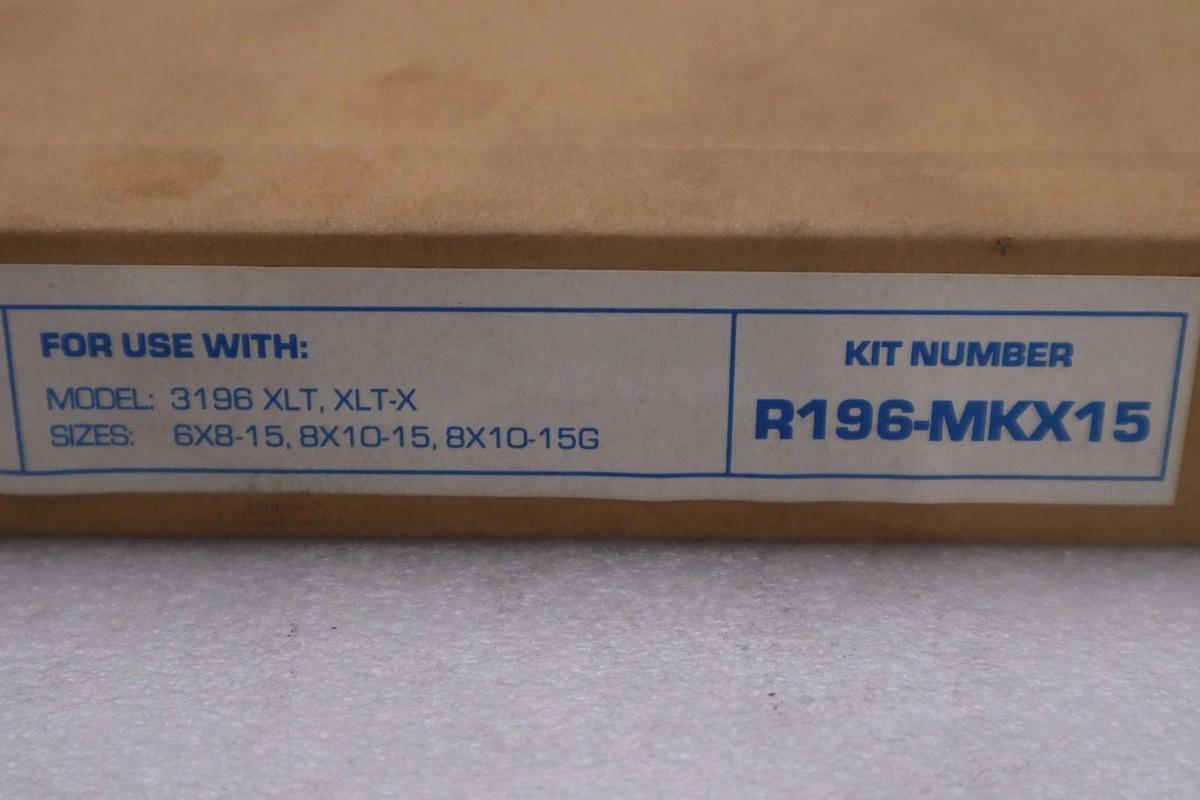 FOR USE WITH:
MODEL: 3196 XLT, XLT-X
SIZES: 6X8-15, 8X10-15, 8X10-15G
KIT NUMBER
R196-MKX15